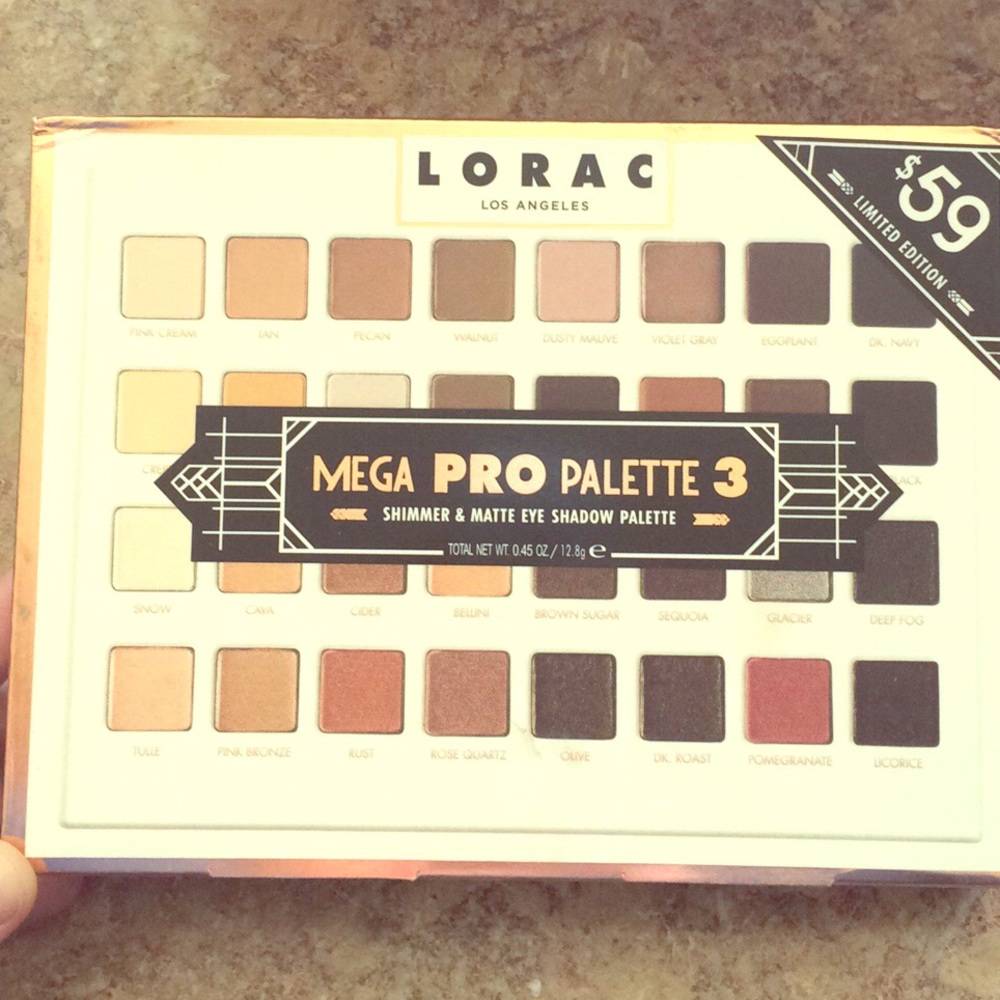 LORAC
LOS ANGELES
$59
LIMITED EDITION
PINK CREAM TAN PECAN WALNUT DUSTY MAUVE VIOLET GRAY EGGPLANT DK. NAVY
MEGA PRO PALETTE 3
SHIMMER & MATTE EYE SHADOW PALETTE
TOTAL NET WT. 0.45 OZ / 12.8g e
SNOW CAVA CIDER BELLINI BROWN SUGAR SEQUOIA GLACIER DEEP FOG
TULLE PINK BRONZE RUST ROSE QUARTZ OLIVE DK. ROAST POMEGRANATE LICORICE